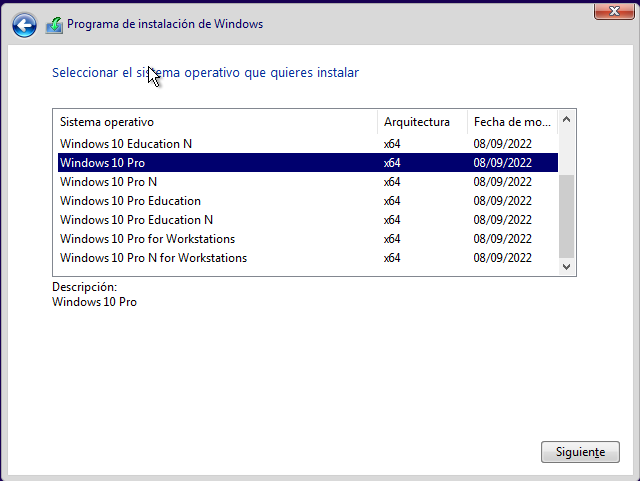 Programa de instalación de Windows
Seleccionar el sistema operativo que quieres instalar
Sistema operativo Arquitectura Fecha de mo...
Windows 10 Education N x64 08/09/2022
Windows 10 Pro x64 08/09/2022
Windows 10 Pro N x64 08/09/2022
Windows 10 Pro Education x64 08/09/2022
Windows 10 Pro Education N x64 08/09/2022
Windows 10 Pro for Workstations x64 08/09/2022
Windows 10 Pro N for Workstations x64 08/09/2022
Descripción:
Windows 10 Pro
Siguiente